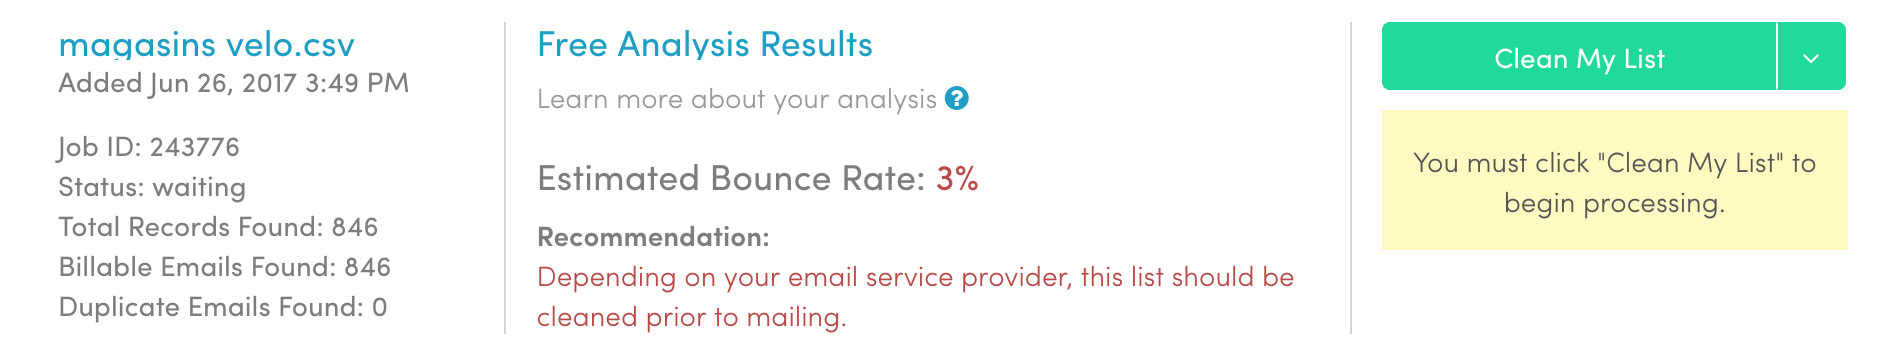 magasins velo.csv
Added Jun 26, 2017 3:49 PM
Job ID: 243776
Status: waiting
Total Records Found: 846
Billable Emails Found: 846
Duplicate Emails Found: 0
Free Analysis Results
Learn more about your analysis ?
Estimated Bounce Rate: 3%
Recommendation:
Depending on your email service provider, this list should be
cleaned prior to mailing.
Clean My List
You must click "Clean My List" to
begin processing.